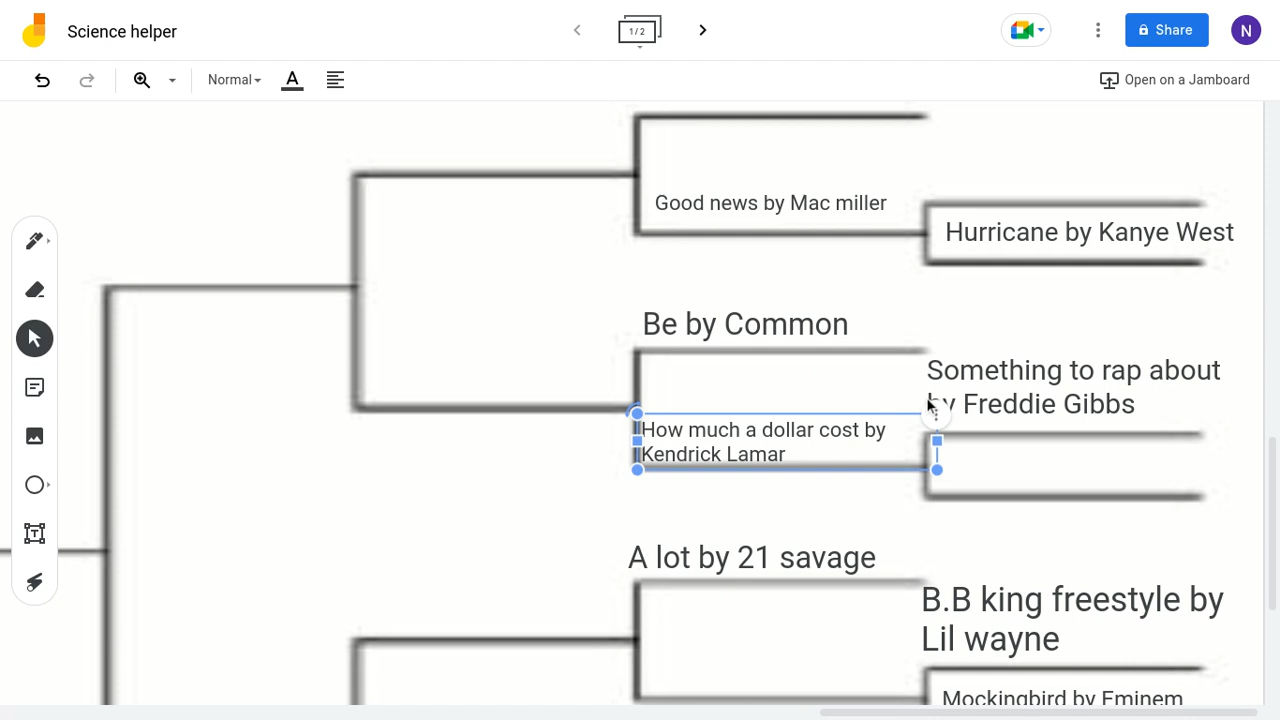 Science helper
1/2
Share
N
Normal
A
Open on a Jamboard
Good news by Mac miller
Hurricane by Kanye West
Be by Common
Something to rap about
by Freddie Gibbs
How much a dollar cost by
Kendrick Lamar
A lot by 21 savage
B.B king freestyle by
Lil wayne
Mockingbird by Eminem